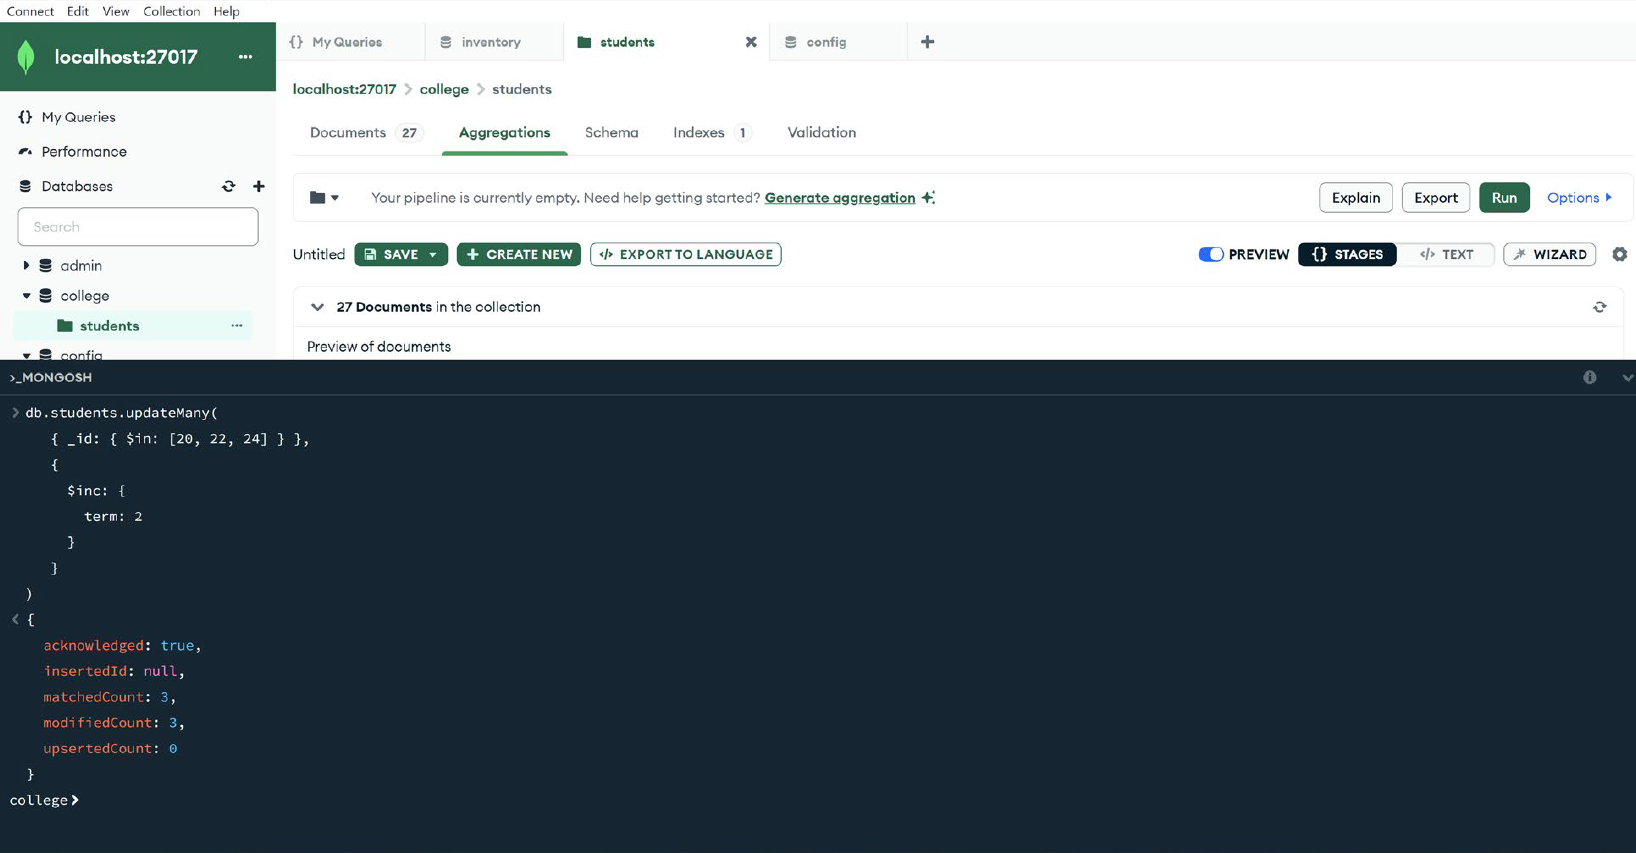 Connect Edit View Collection Help
localhost:27017 ···
{} My Queries
inventory
students
config
localhost:27017 > college > students
Documents 27 Aggregations Schema Indexes 1 Validation
My Queries
Performance
Databases
Search
admin
college
students ···
config
Your pipeline is currently empty. Need help getting started? Generate aggregation
Explain Export Run Options
Untitled SAVE + CREATE NEW </> EXPORT TO LANGUAGE
PREVIEW {} STAGES </> TEXT WIZARD
27 Documents in the collection
Preview of documents
>_MONGOSH
> db.students.updateMany(
{ _id: { $in: [20, 22, 24] } },
{
$inc: {
term: 2
}
}
)
< {
acknowledged: true,
insertedId: null,
matchedCount: 3,
modifiedCount: 3,
upsertedCount: 0
}
college>